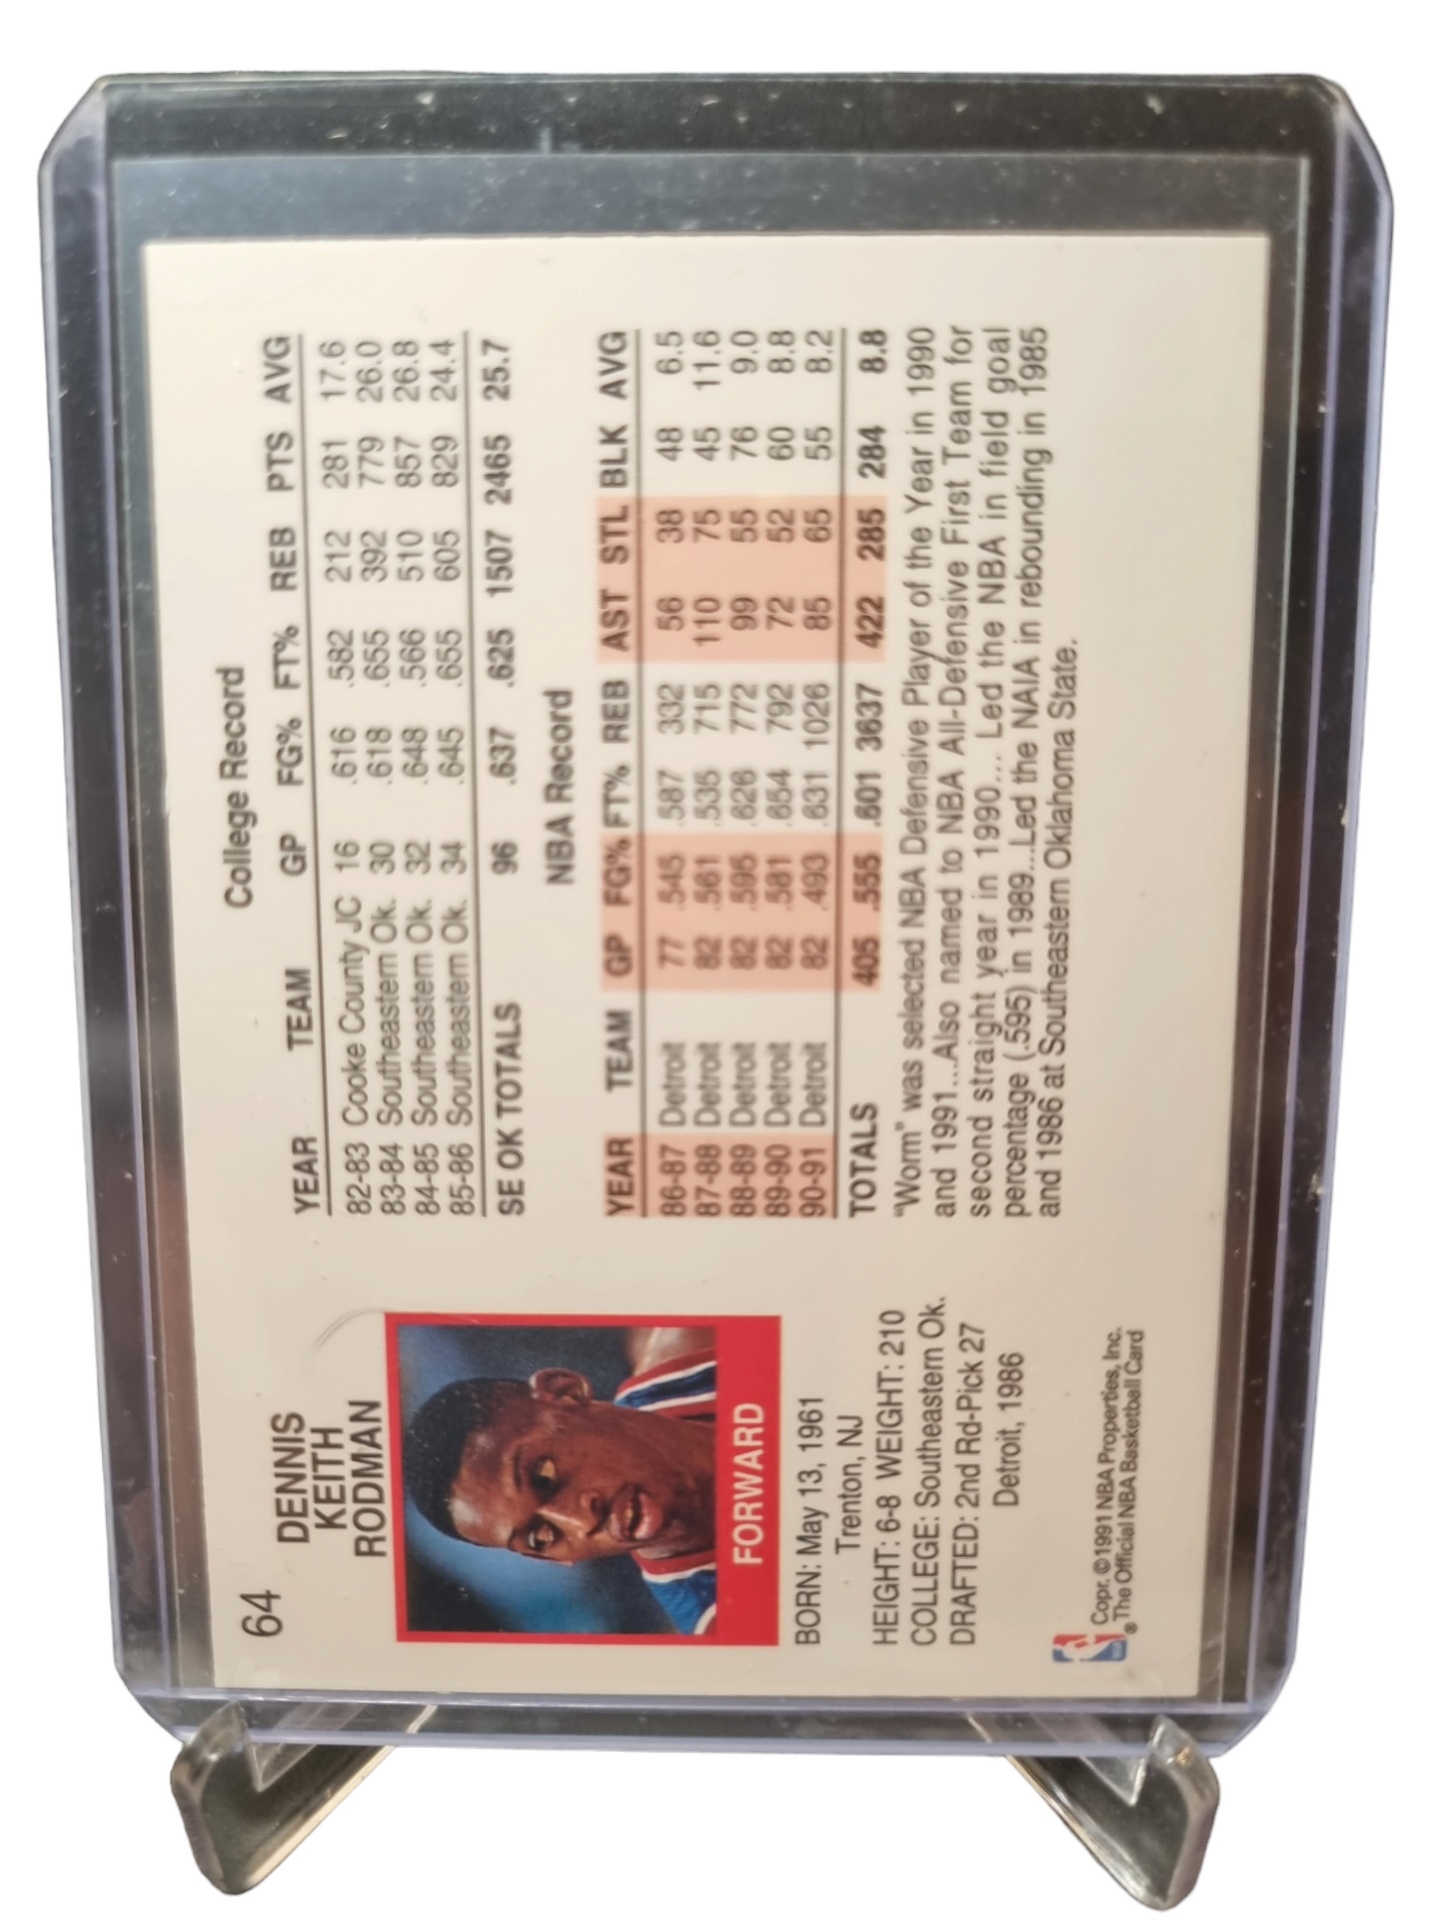 64
DENNIS
KEITH
RODMAN
FORWARD
BORN: May 13, 1961
Trenton, NJ
HEIGHT: 6-8 WEIGHT: 210
COLLEGE: Southeastern Ok.
DRAFTED: 2nd Rd-Pick 27
Detroit, 1986
Copr. © 1991 NBA Properties, Inc.
® The Official NBA Basketball Card
College Record
YEAR TEAM GP FG% FT% REB PTS AVG
82-83 Cooke County JC 16 .616 .582 212 281 17.6
83-84 Southeastern Ok. 30 .618 .655 392 779 26.0
84-85 Southeastern Ok. 32 .648 .566 510 857 26.8
85-86 Southeastern Ok. 34 .645 .655 605 829 24.4
SE OK TOTALS 96 .637 .625 1507 2465 25.7
NBA Record
YEAR TEAM GP FG% FT% REB AST STL BLK AVG
86-87 Detroit 77 .545 .587 332 56 38 48 6.5
87-88 Detroit 82 .561 .535 715 110 75 45 11.6
88-89 Detroit 82 .595 .626 772 99 55 76 9.0
89-90 Detroit 82 .581 .654 792 72 52 60 8.8
90-91 Detroit 82 .493 .631 1026 85 65 55 8.2
TOTALS 405 .555 .601 3637 422 285 284 8.8
"Worm" was selected NBA Defensive Player of the Year in 1990
and 1991...Also named to NBA All-Defensive First Team for
second straight year in 1990... Led the NBA in field goal
percentage (.595) in 1989...Led the NAIA in rebounding in 1985
and 1986 at Southeastern Oklahoma State.